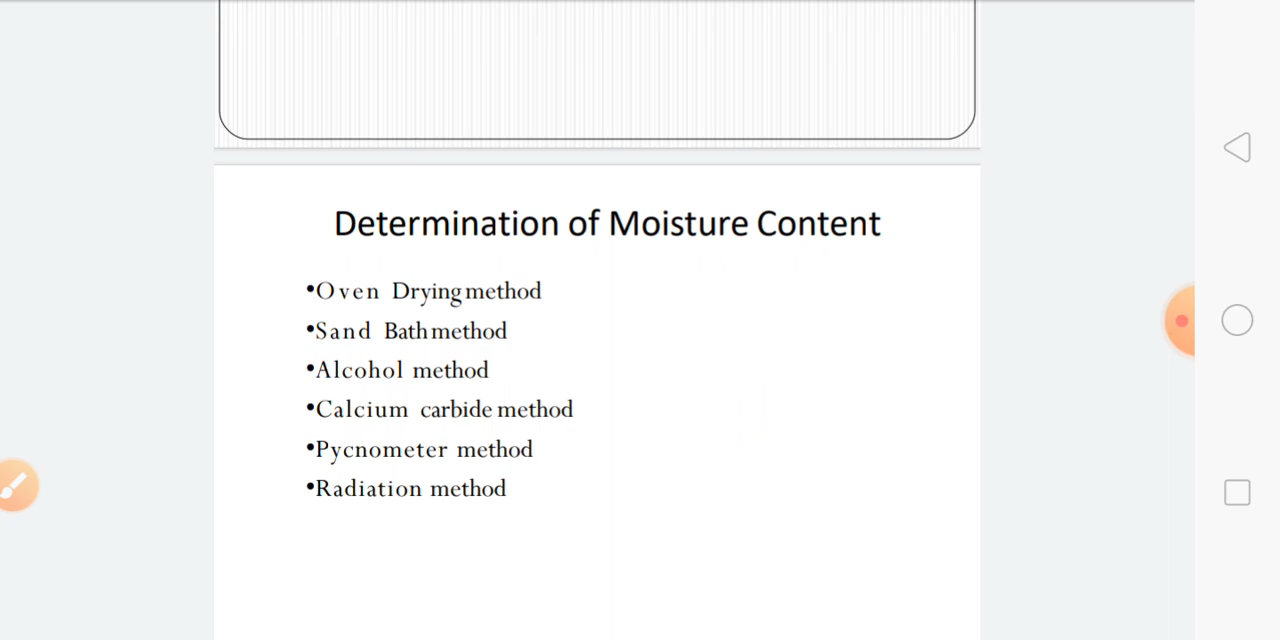 Determination of Moisture Content
•Oven Drying method
•Sand Bath method
•Alcohol method
•Calcium carbide method
•Pycnometer method
•Radiation method